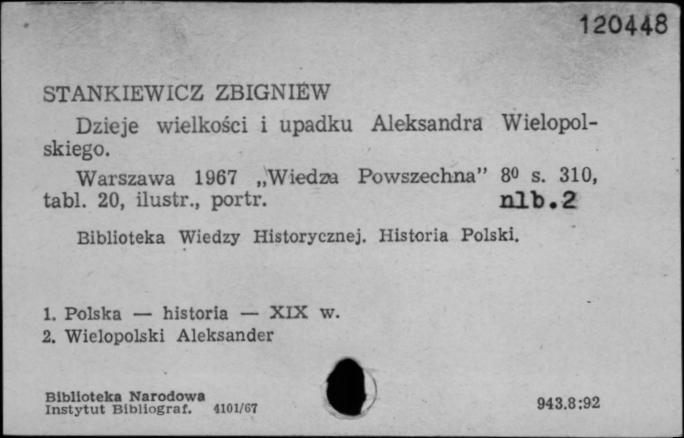 120448
STANKIEWICZ ZBIGNIEW
Dzieje wielkości i upadku Aleksandra Wielopol-
skiego.
Warszawa 1967 „Wiedza Powszechna” 8⁰ s. 310,
tabl. 20, ilustr., portr. nlb.2
Biblioteka Wiedzy Historycznej. Historia Polski.
1. Polska — historia — XIX w.
2. Wielopolski Aleksander
Biblioteka Narodowa
Instytut Bibliograf. 4101/67 943.8:92